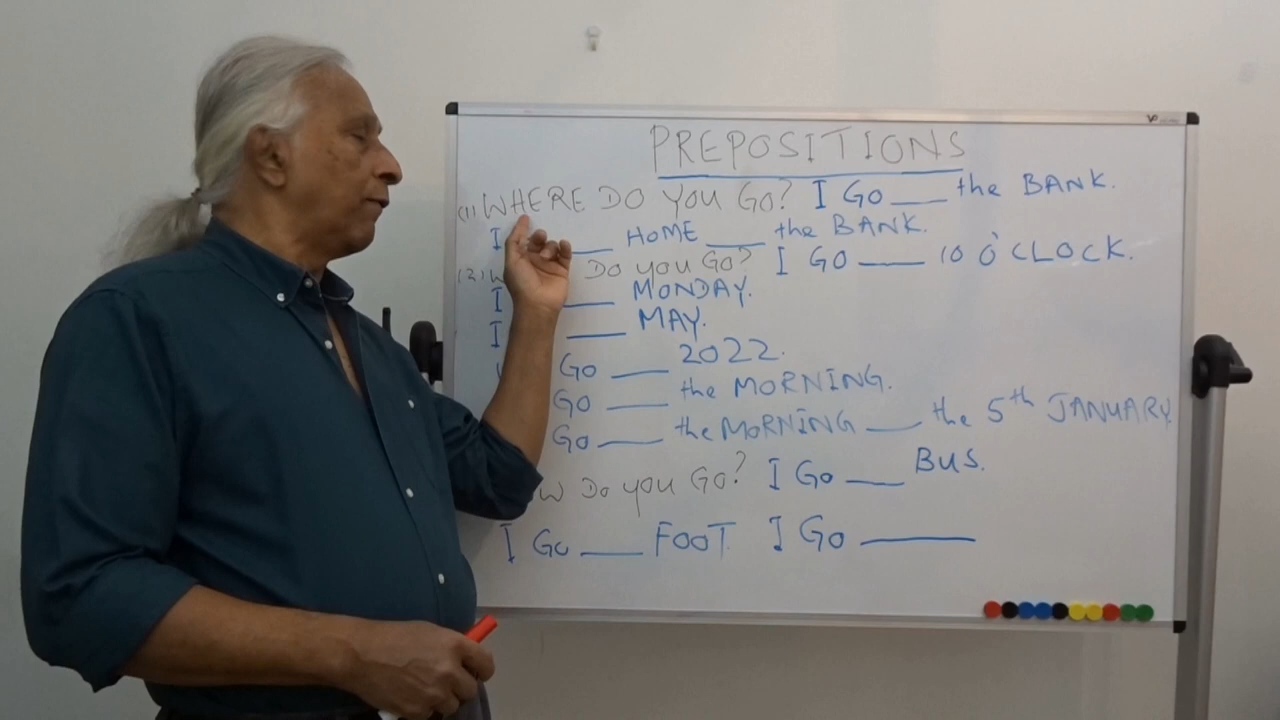 PREPOSITIONS
(1) WHERE DO YOU GO? I GO ___ the BANK.
I ___ HOME ___ the BANK.
(2) W DO YOU GO? I GO ___ 10 O'CLOCK.
I ___ MONDAY.
I ___ MAY.
GO ___ 2022.
GO ___ the MORNING.
GO ___ the MORNING ___ the 5th JANUARY.
W DO YOU GO? I GO ___ BUS.
I GO ___ FOOT. I GO ___